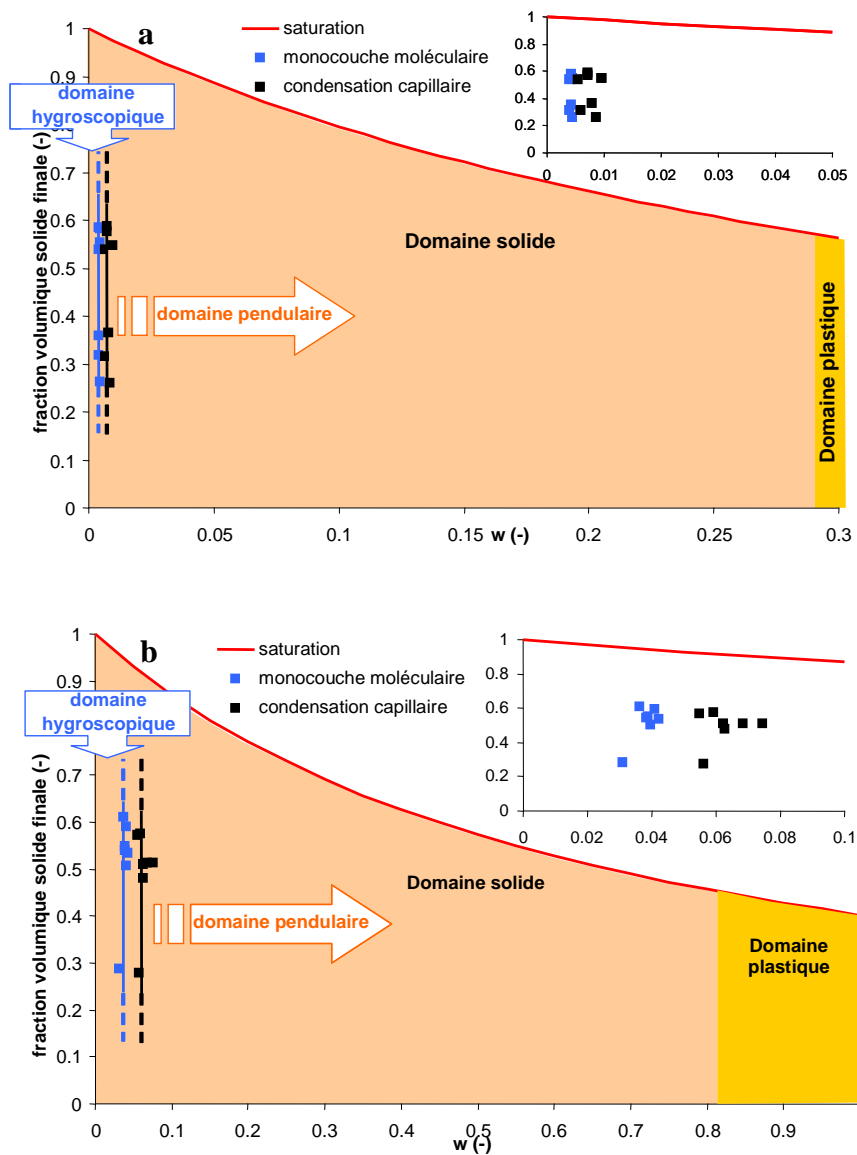 a
saturation
monocouche moléculaire
condensation capillaire
domaine
hygroscopique
fraction volumique solide finale (-)
1
0.9
0.7
0.6
0.5
0.4
0.3
0.2
0.1
0
Domaine solide
domaine pendulaire
Domaine plastique
0 0.05 0.1 0.15 0.2 0.25 0.3
w (-)
1
0.8
0.6
0.4
0.2
0
0 0.01 0.02 0.03 0.04 0.05
b
saturation
monocouche moléculaire
condensation capillaire
domaine
hygroscopique
fraction volumique solide finale (-)
1
0.9
0.7
0.6
0.5
0.4
0.3
0.2
0.1
0
Domaine solide
domaine pendulaire
Domaine
plastique
0 0.1 0.2 0.3 0.4 0.5 0.6 0.7 0.8 0.9
w (-)
1
0.8
0.6
0.4
0.2
0
0 0.02 0.04 0.06 0.08 0.1